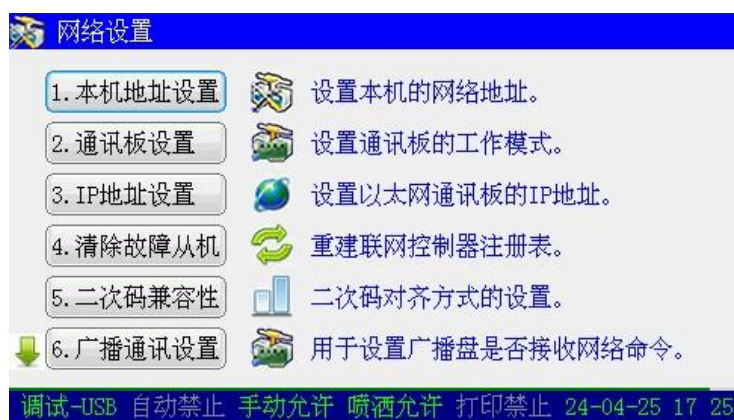 网络设置
1.本机地址设置 设置本机的网络地址。
2.通讯板设置 设置通讯板的工作模式。
3.IP地址设置 设置以太网通讯板的IP地址。
4.清除故障从机 重建联网控制器注册表。
5.二次码兼容性 二次码对齐方式的设置。
6.广播通讯设置 用于设置广播盘是否接收网络命令。
调试-USB 自动禁止 手动允许 喷洒允许 打印禁止 24-04-25 17 25